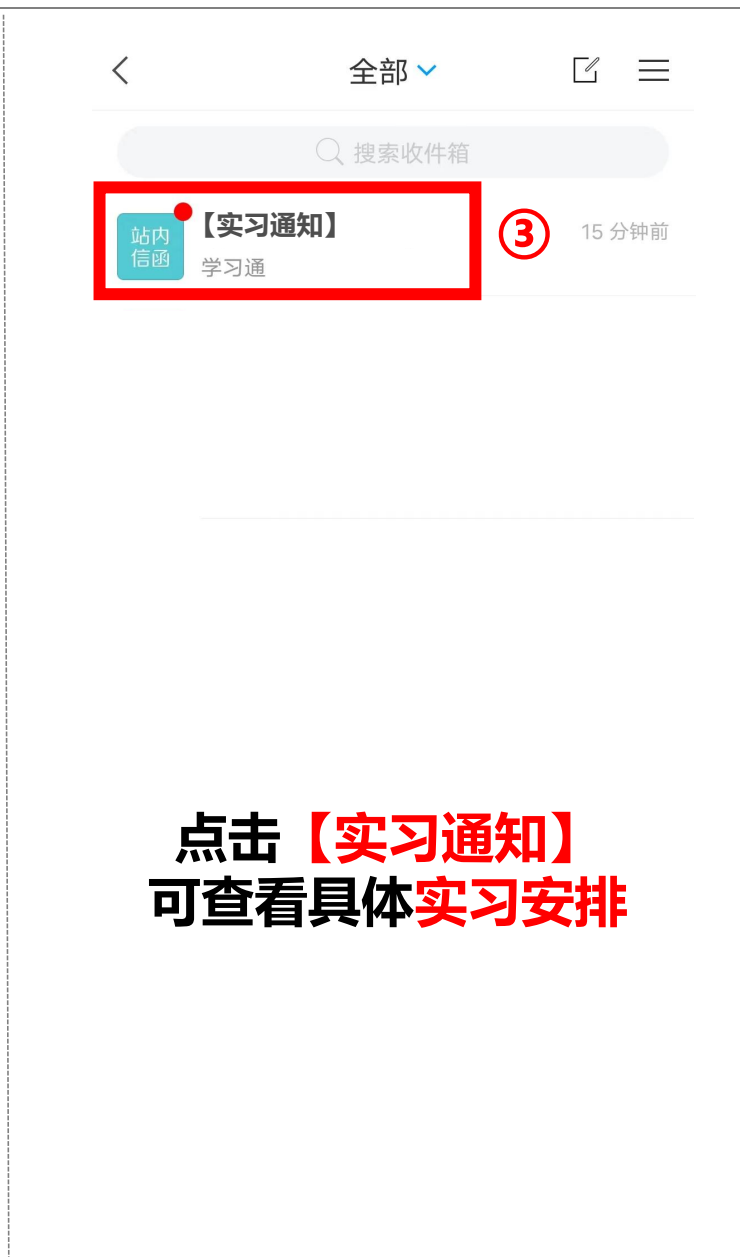 全部
搜索收件箱
站内
信函
【实习通知】
学习通
③
15 分钟前
点击【实习通知】
可查看具体实习安排